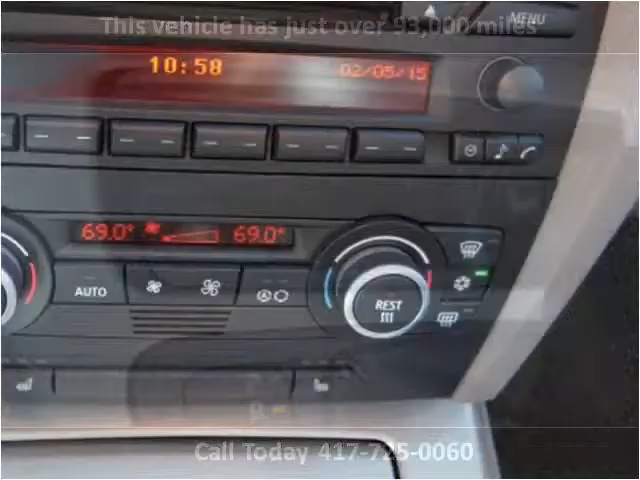 This vehicle has just over 93,000 miles
MENU
10:58
02/05/15
69.0°
69.0°
AUTO
REST
Call Today 417-725-0060